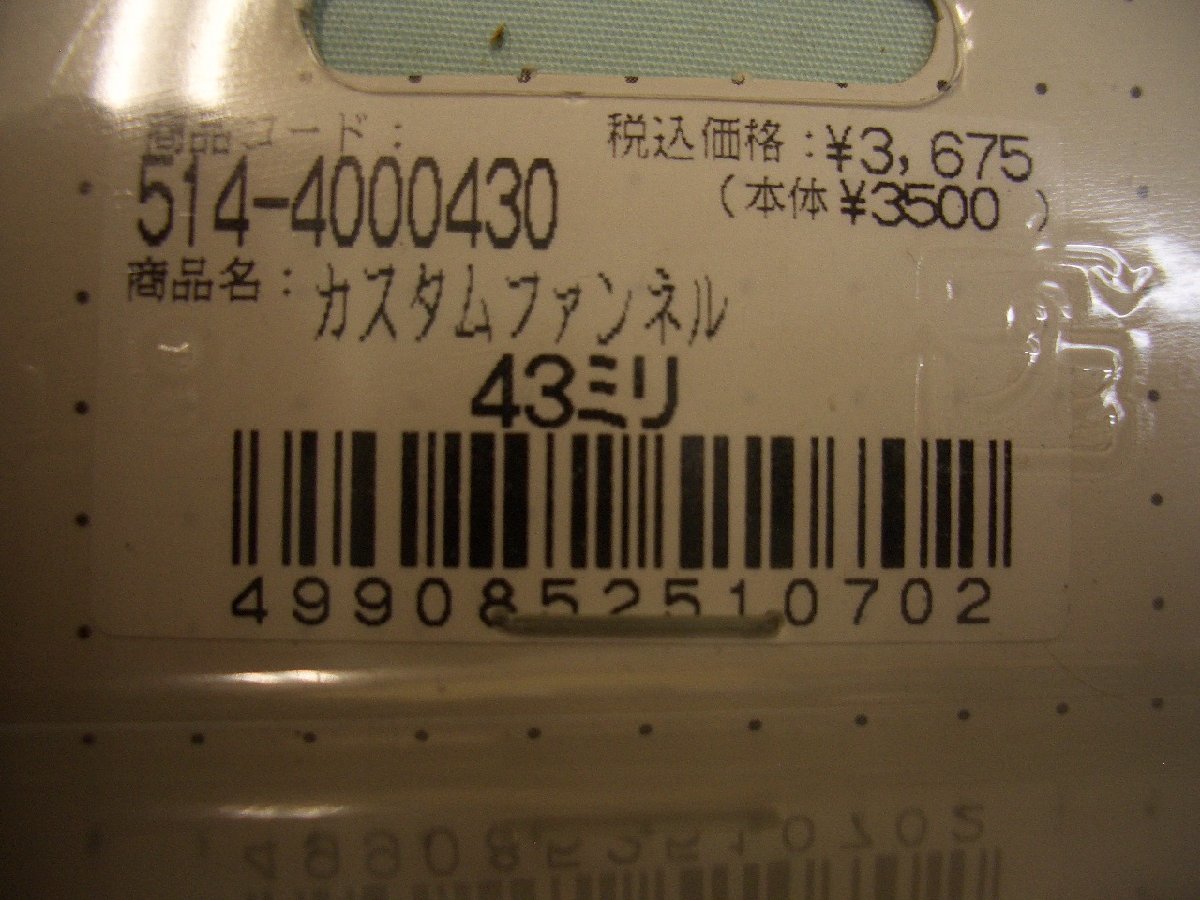 商品コード:
税込価格:¥3,675
514-4000430
(本体¥3500)
商品名:カスタムファンネル
43ミリ
4990852510702